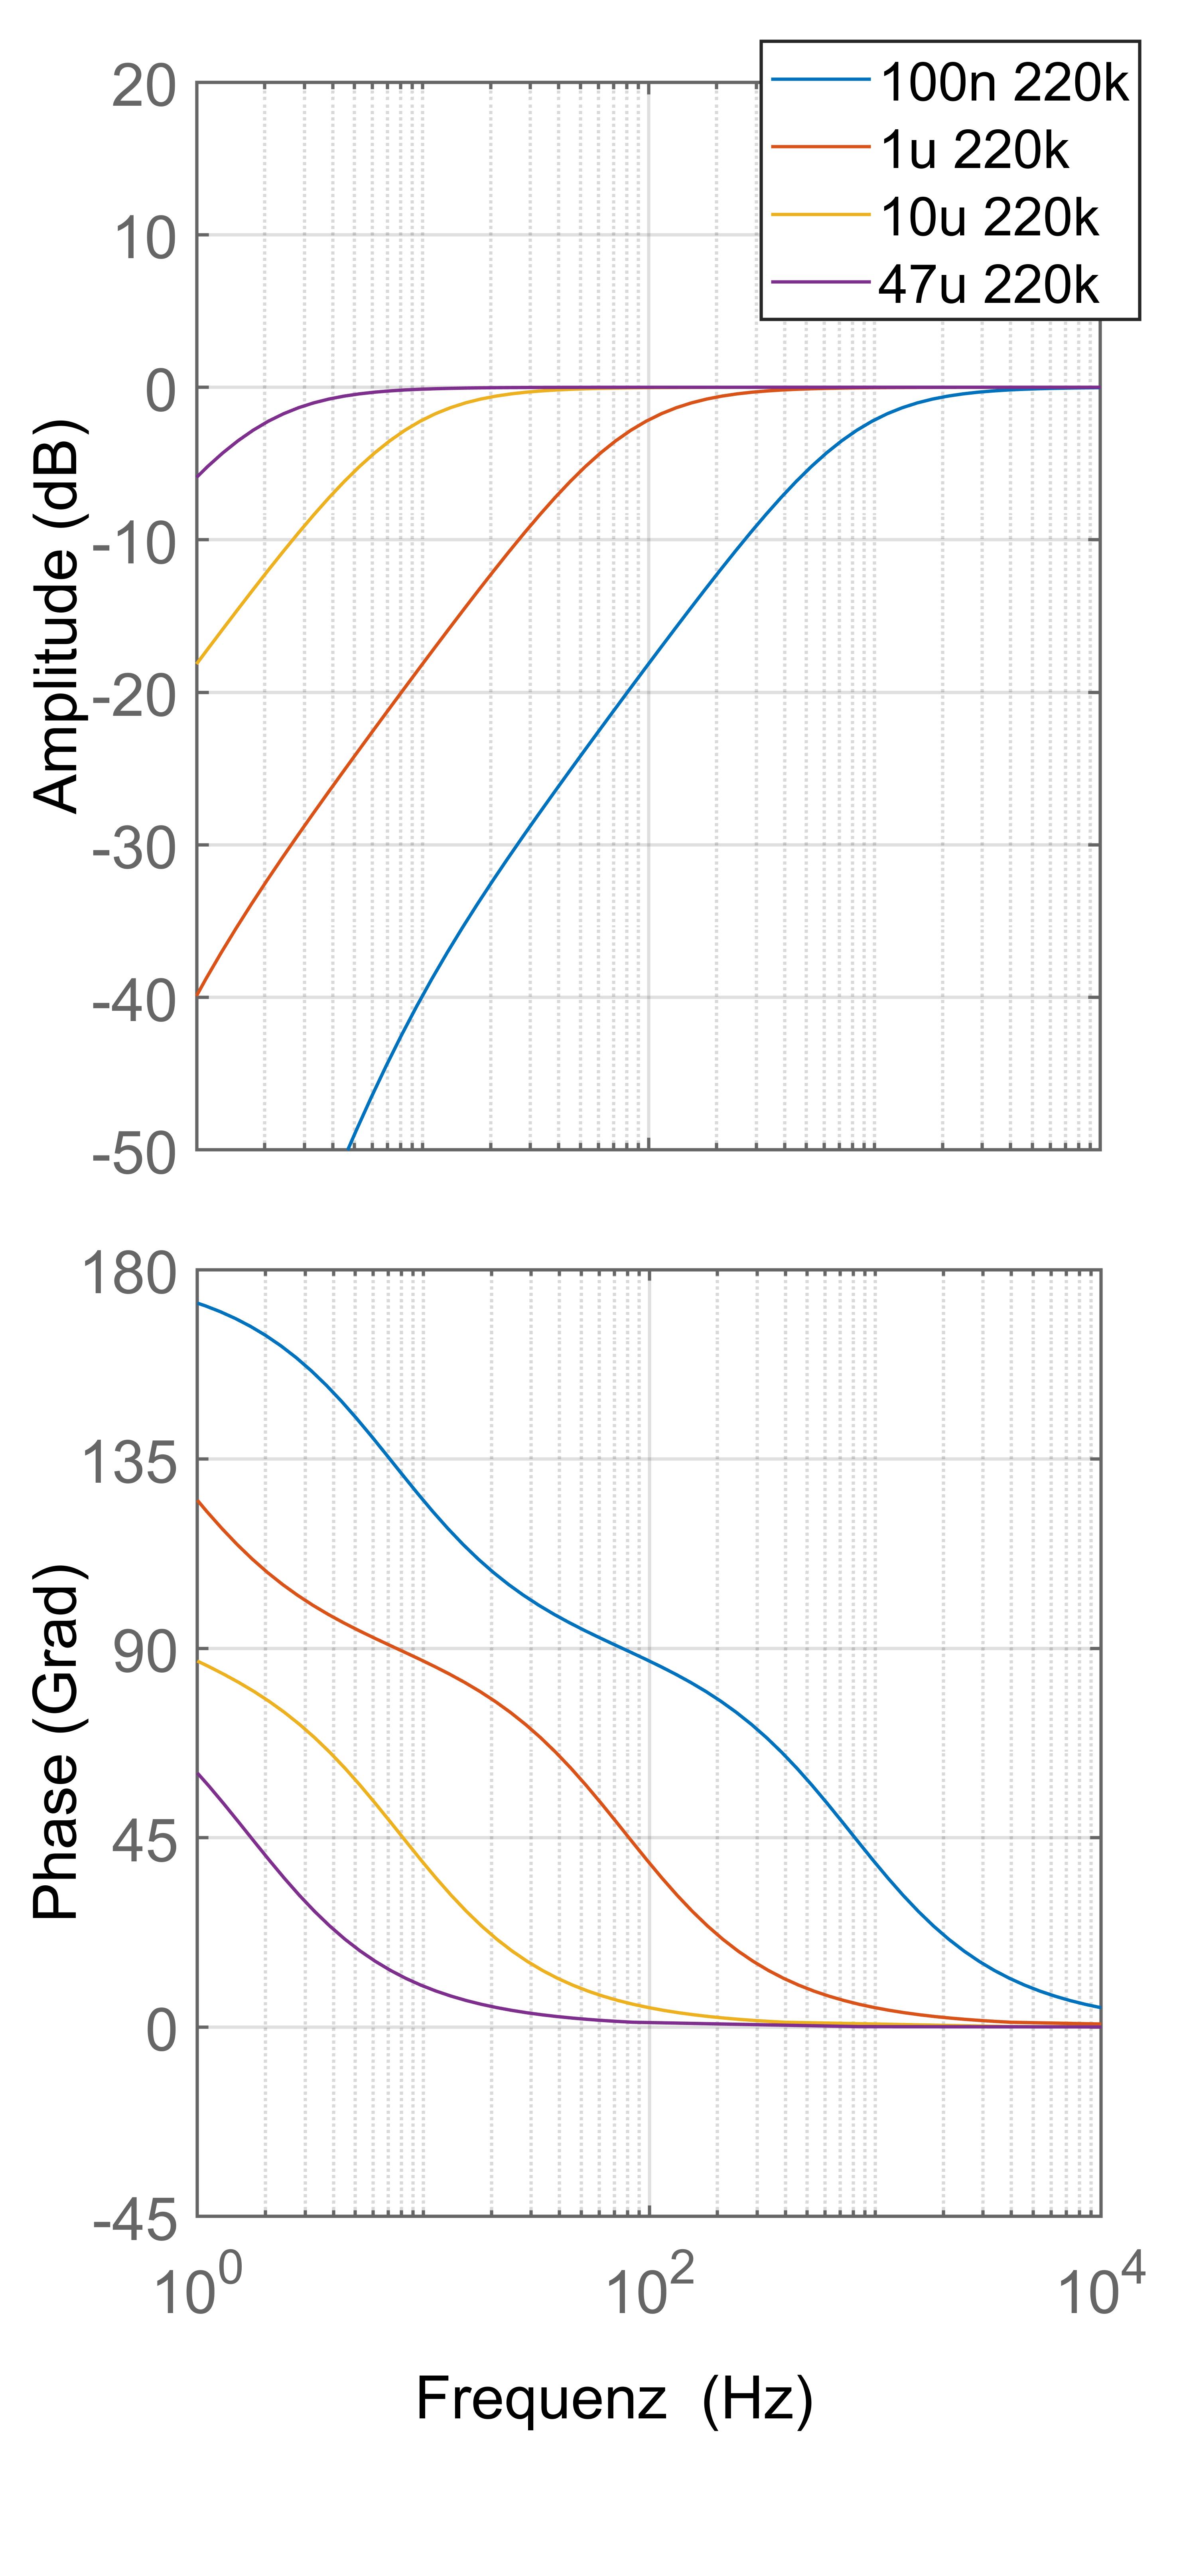 20
10
0
-10
-20
-30
-40
-50
Amplitude (dB)
100n 220k
1u 220k
10u 220k
47u 220k
180
135
90
45
0
-45
Phase (Grad)
10^0 10^2 10^4
Frequenz (Hz)